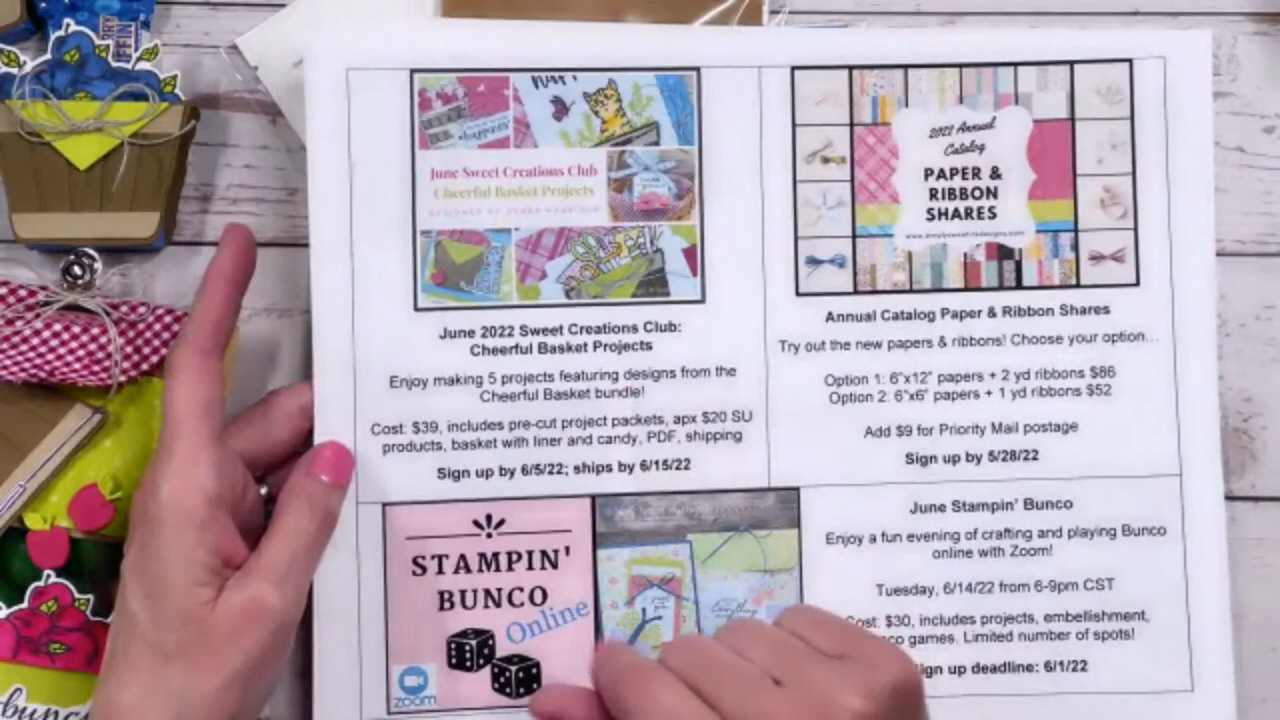 June Sweet Creations Club
Cheerful Basket Projects
2022 Annual
Catalog
PAPER &
RIBBON
SHARES
www.simplysweetinkdesigns.com
June 2022 Sweet Creations Club:
Cheerful Basket Projects
Enjoy making 5 projects featuring designs from the
Cheerful Basket bundle!
Cost: $39, includes pre-cut project packets, apx $20 SU
products, basket with liner and candy, PDF, shipping
Sign up by 6/5/22; ships by 6/15/22
Annual Catalog Paper & Ribbon Shares
Try out the new papers & ribbons! Choose your option…
Option 1: 6"x12" papers + 2 yd ribbons $86
Option 2: 6"x6" papers + 1 yd ribbons $52
Add $9 for Priority Mail postage
Sign up by 5/28/22
STAMPIN'
BUNCO
Online
zoom
June Stampin' Bunco
Enjoy a fun evening of crafting and playing Bunco
online with Zoom!
Tuesday, 6/14/22 from 6-9pm CST
Cost: $30, includes projects, embellishment,
nco games. Limited number of spots!
ign up deadline: 6/1/22